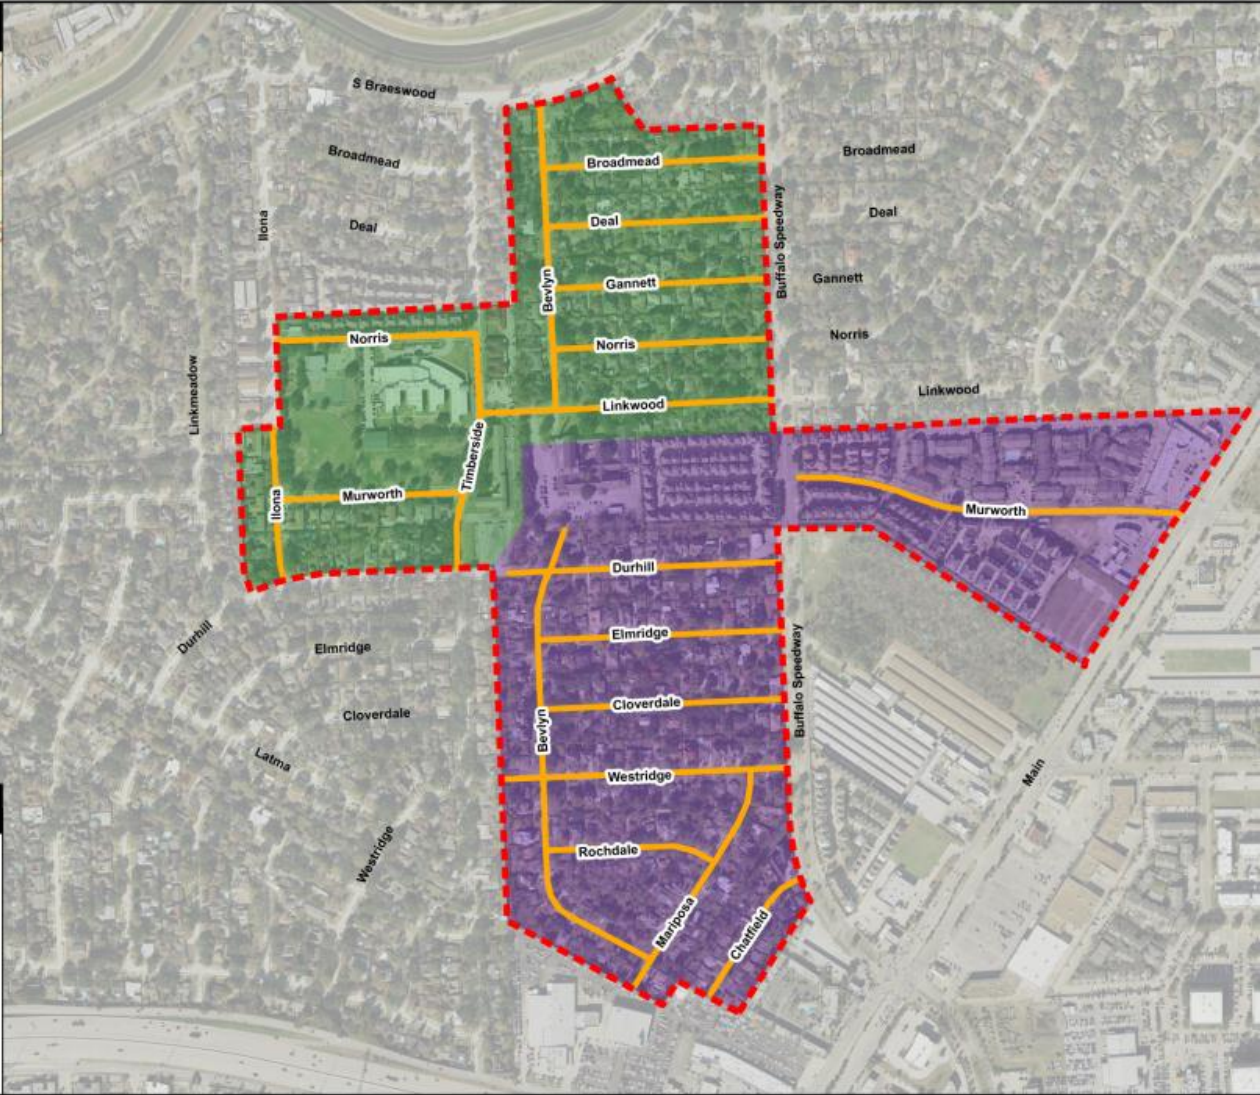 S Braeswood
Broadmead
Broadmead
Broadmead
Deal
Deal
Deal
Ilona
Bevlyn
Buffalo Speedway
Gannett
Gannett
Norris
Norris
Norris
Linkmeadow
Linkwood
Linkwood
Timberside
Murworth
Ilona
Murworth
Durhill
Durhill
Elmridge
Elmridge
Cloverdale
Cloverdale
Bevlyn
Buffalo Speedway
Latma
Westridge
Main
Westridge
Rochdale
Mariposa
Chatfield